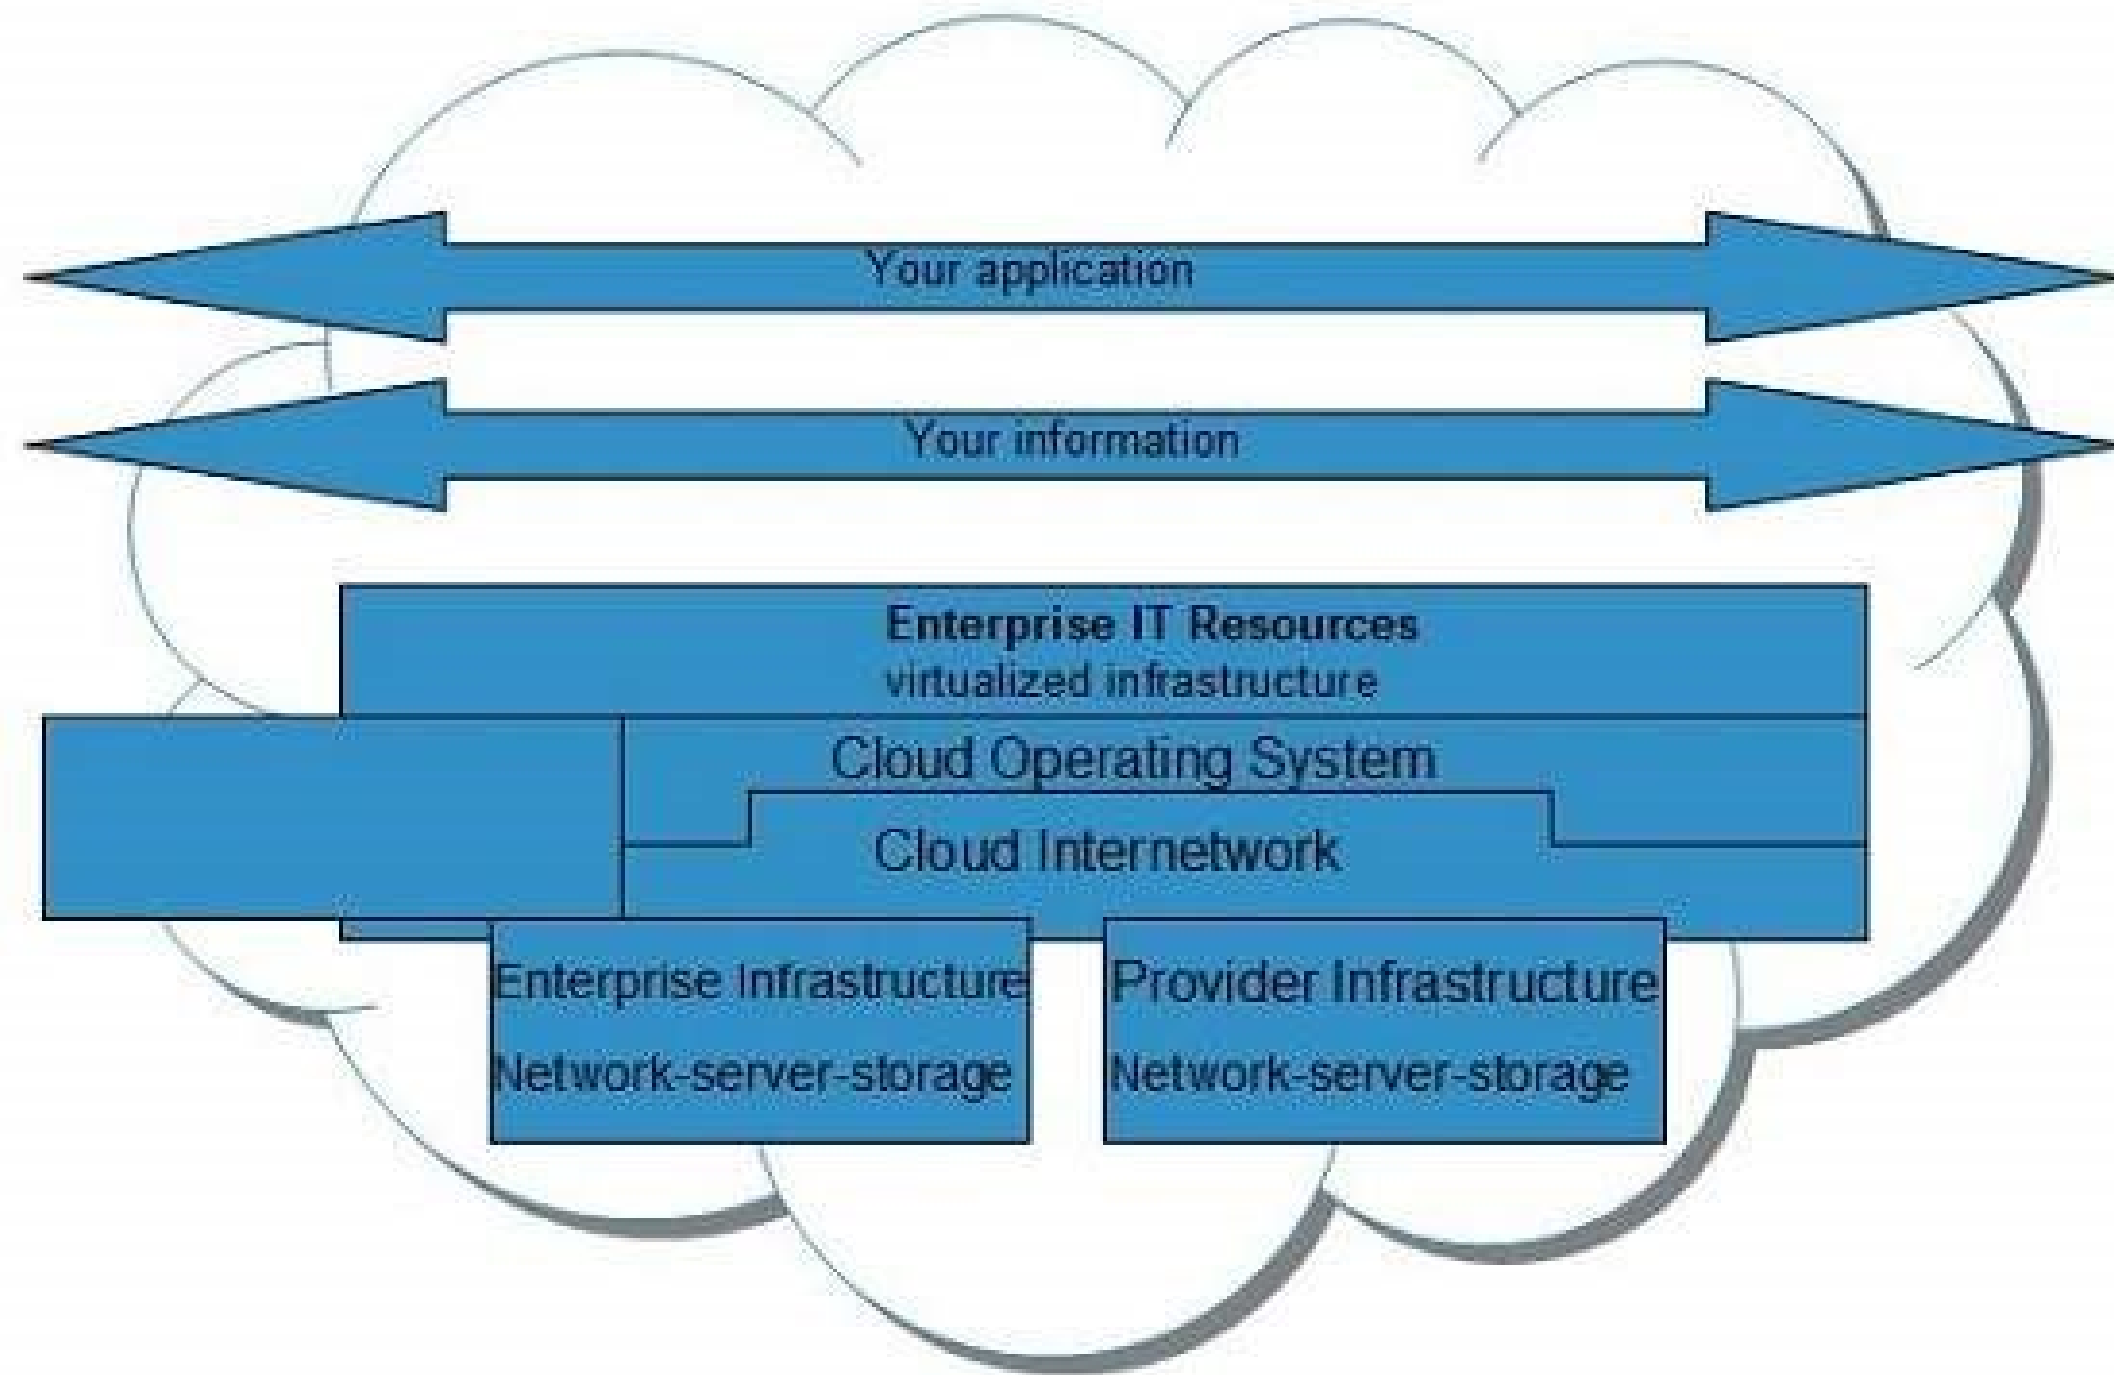 Your application
Your information
Enterprise IT Resources
virtualized infrastructure
Cloud Operating System
Cloud Internetwork
Enterprise Infrastructure
Network-server-storage
Provider Infrastructure
Network-server-storage